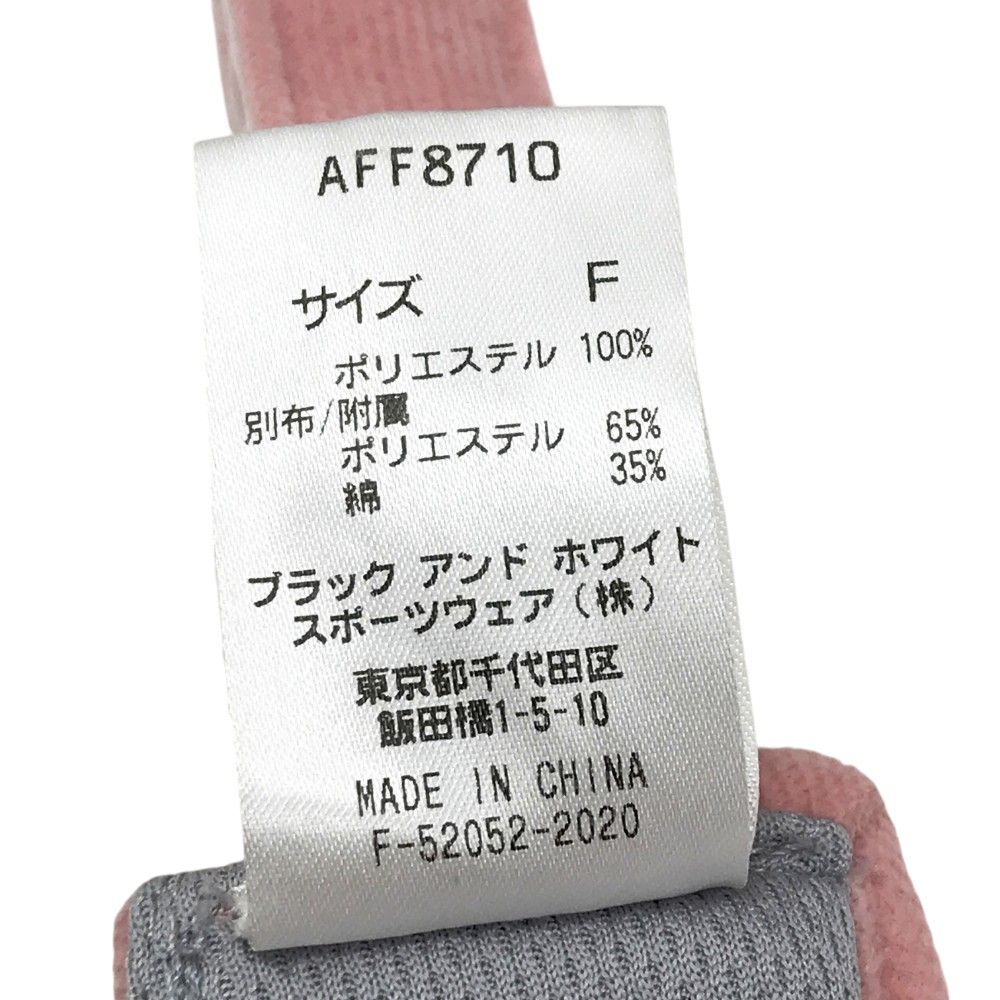 AFF8710
サイズ F
ポリエステル 100%
別布/附属
ポリエステル 65%
綿 35%
ブラック アンド ホワイト
スポーツウェア(株)
東京都千代田区
飯田橋1-5-10
MADE IN CHINA
F-52052-2020